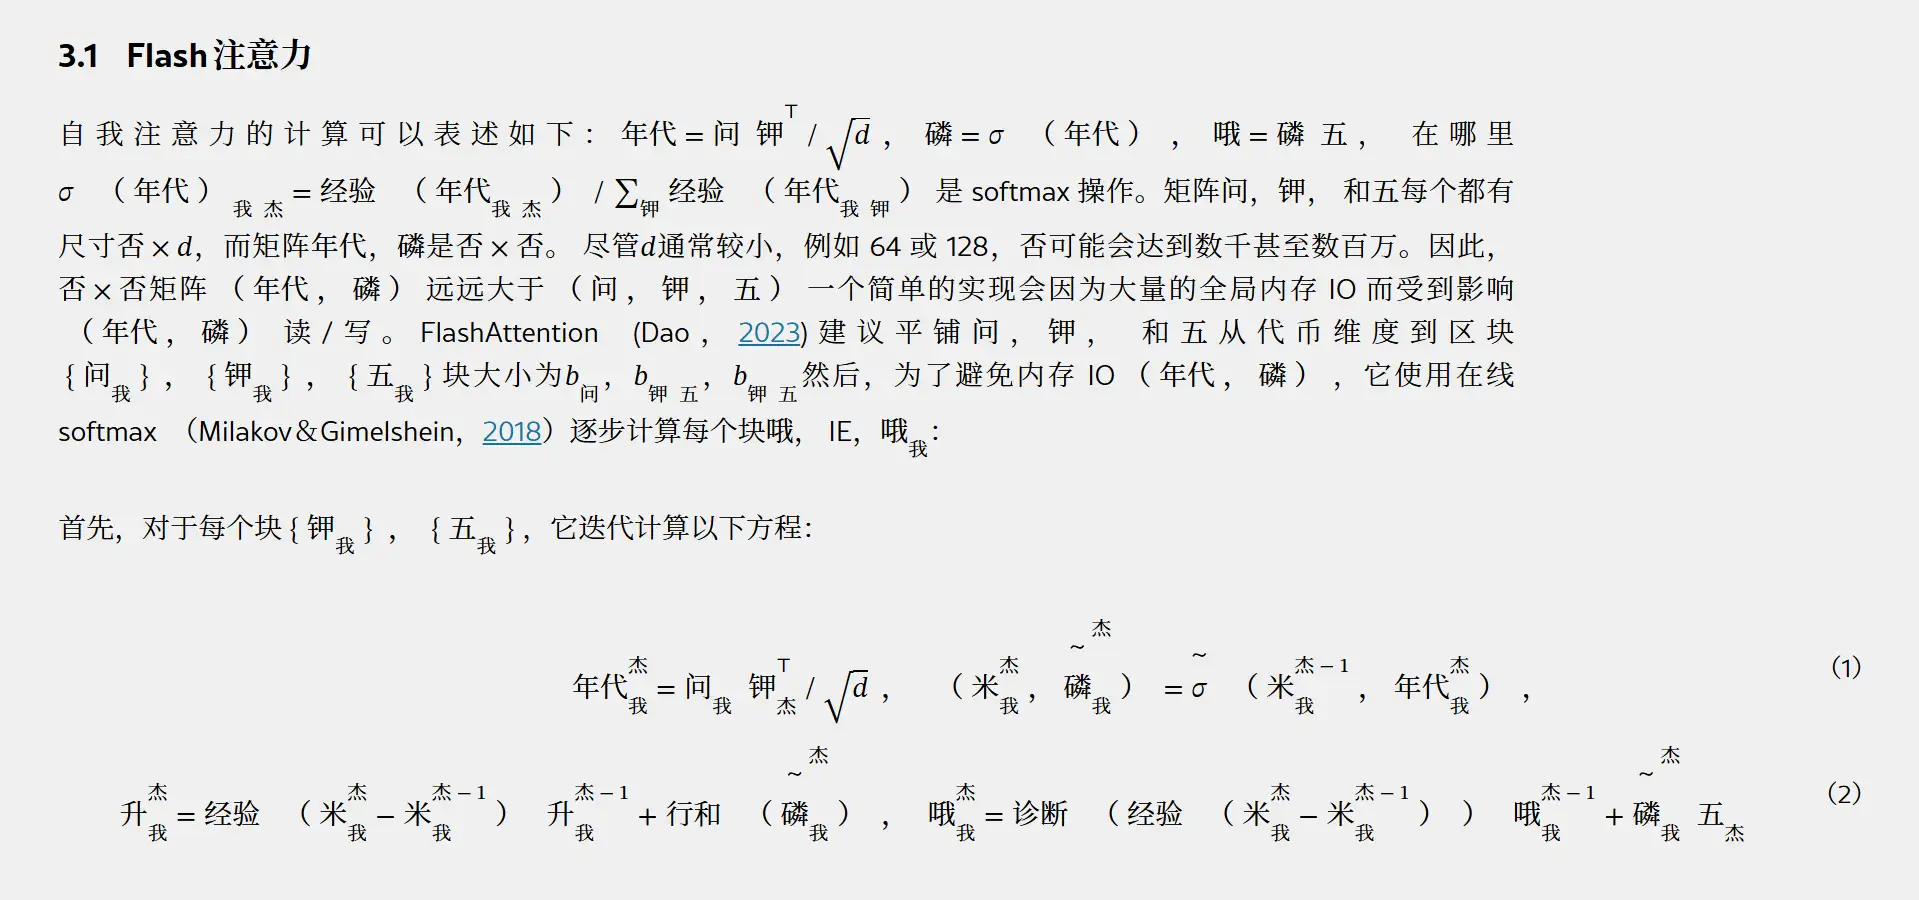 3.1 Flash注意力
自我注意力的计算可以表述如下：年代=问 钾⊤/√d， 磷=σ（年代）， 哦=磷 五， 在哪里
σ（年代）我 杰=经验（年代我 杰）/∑钾经验（年代我 钾）是 softmax 操作。矩阵问，钾， 和五每个都有
尺寸否×d，而矩阵年代，磷是否×否。 尽管d通常较小，例如 64 或 128，否可能会达到数千甚至数百万。因此，
否×否矩阵（年代，磷）远远大于（问，钾，五）一个简单的实现会因为大量的全局内存 IO 而受到影响
（年代，磷）读/写。FlashAttention (Dao，2023)建议平铺问，钾， 和五从代币维度到区块
{问我}，{钾我}，{五我}块大小为b问，b钾 五，b钾 五然后，为了避免内存 IO（年代，磷），它使用在线
softmax （Milakov＆Gimelshein，2018）逐步计算每个块哦， IE，哦我：
首先，对于每个块{钾我}，{五我}，它迭代计算以下方程：
年代我杰=问我 钾杰⊤/√d， （米我杰，磷~我杰）=σ~（米我杰−1，年代我杰）， （1）
升我杰=经验（米我杰−米我杰−1）升我杰−1+行和（磷~我杰）， 哦我杰=诊断（经验（米我杰−米我杰−1））哦我杰−1+磷~我杰 五杰 （2）